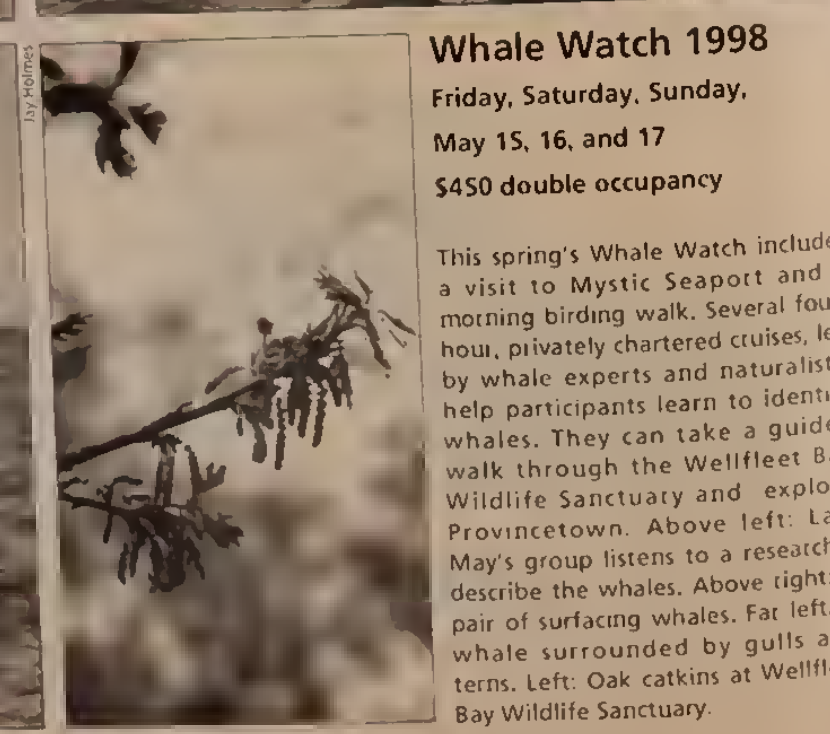 Jay Holmes
Whale Watch 1998
Friday, Saturday, Sunday,
May 15, 16, and 17
$450 double occupancy
This spring's Whale Watch include
a visit to Mystic Seaport and
morning birding walk. Several fou
hour, privately chartered cruises, le
by whale experts and naturalist
help participants learn to identi
whales. They can take a guide
walk through the Wellfleet B
Wildlife Sanctuary and explo
Provincetown. Above left: La
May's group listens to a research
describe the whales. Above right:
pair of surfacing whales. Far left:
whale surrounded by gulls a
terns. Left: Oak catkins at Wellfl
Bay Wildlife Sanctuary.